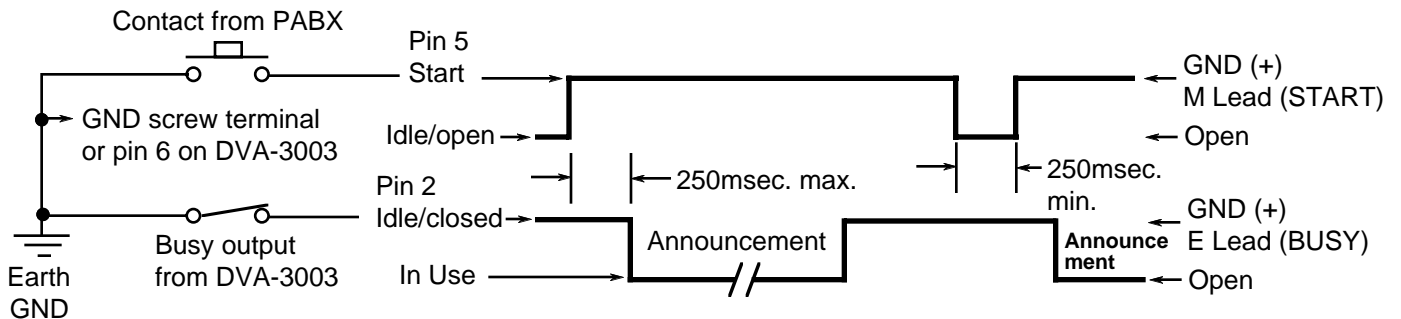 Contact from PABX
Pin 5
Start
GND (+)
M Lead (START)
GND screw terminal
or pin 6 on DVA-3003
Idle/open
Open
250msec. max.
250msec.
min.
Pin 2
Idle/closed
GND (+)
E Lead (BUSY)
Announcement
Announce
ment
Busy output
from DVA-3003
In Use
Open
Earth
GND